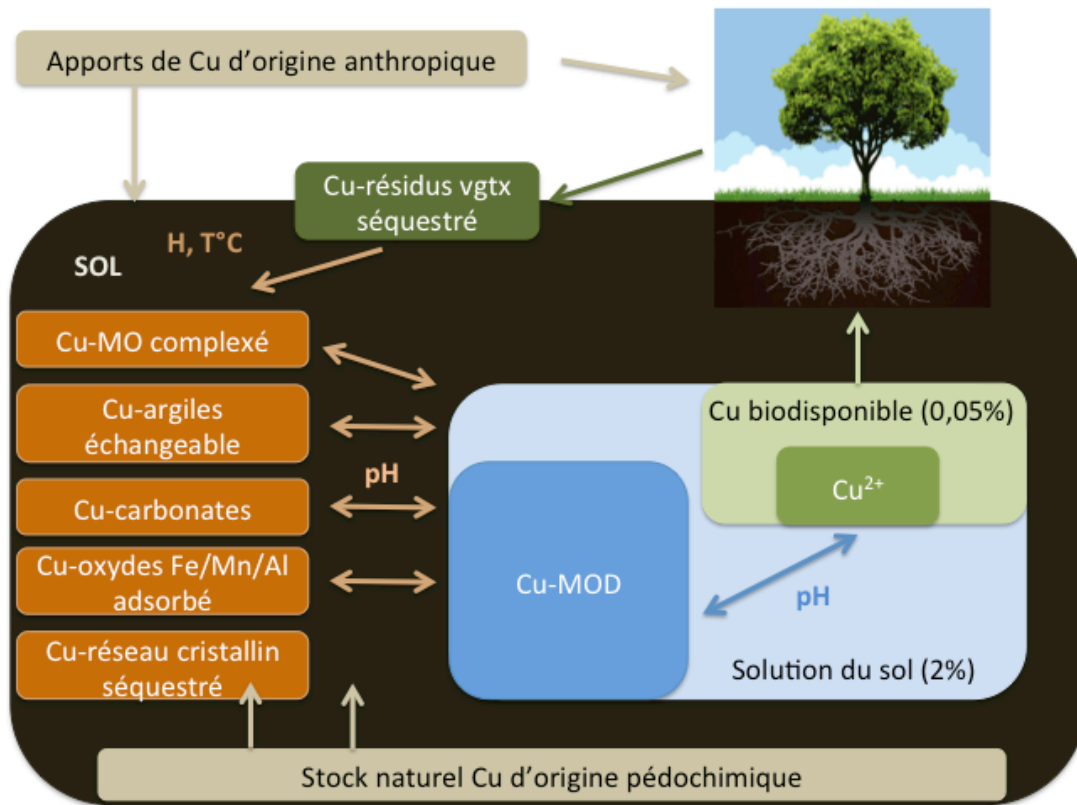 Apports de Cu d'origine anthropique
Cu-résidus vgtx
séquestré
H, T°C
SOL
Cu-MO complexé
Cu-argiles
échangeable
Cu-carbonates
Cu-oxydes Fe/Mn/Al
adsorbé
Cu-réseau cristallin
séquestré
pH
Cu biodisponible (0,05%)
Cu²⁺
Cu-MOD
pH
Solution du sol (2%)
Stock naturel Cu d'origine pédochimique